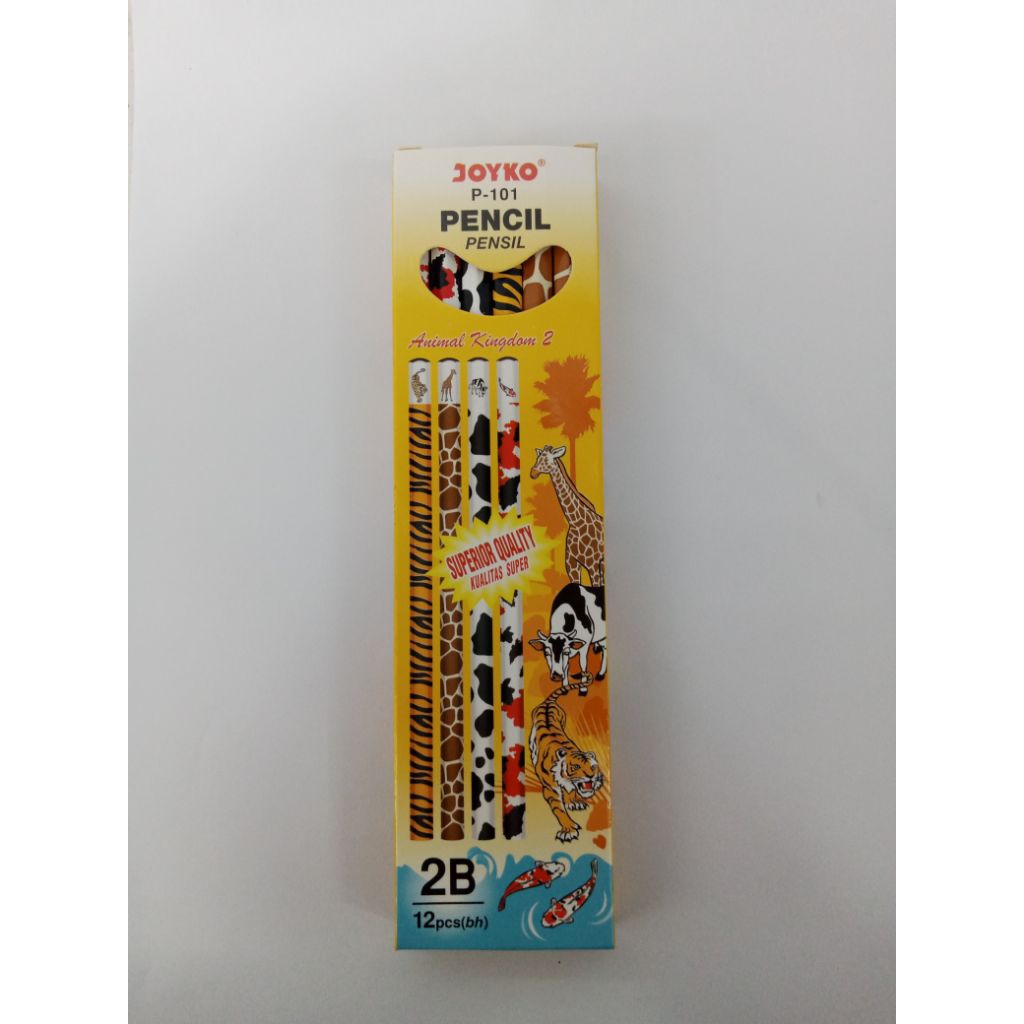 JOYKO®
P-101
PENCIL
PENSIL
Animal Kingdom 2
SUPERIOR QUALITY
KUALITAS SUPER
2B
12pcs(bh)